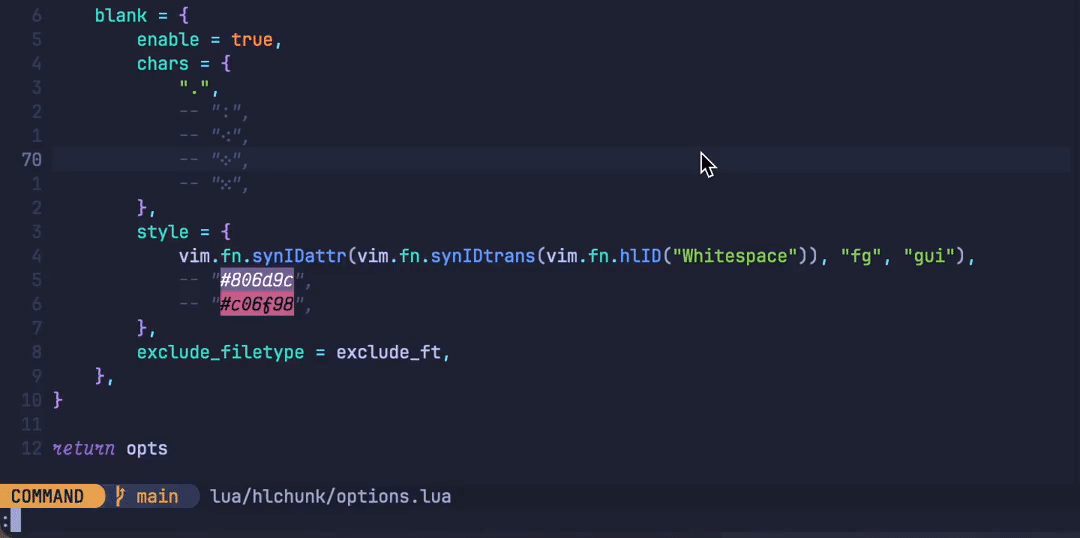 6 blank = {
5 enable = true,
4 chars = {
3 ".",
2 -- ":",
1 -- "⁖",
70 -- "⁘",
1 -- "⁙",
2 },
3 style = {
4 vim.fn.synIDattr(vim.fn.synIDtrans(vim.fn.hlID("Whitespace")), "fg", "gui"),
5 -- "#806d9c",
6 -- "#c06f98",
7 },
8 exclude_filetype = exclude_ft,
9 },
10 }
11
12 return opts
COMMAND main lua/hlchunk/options.lua
: